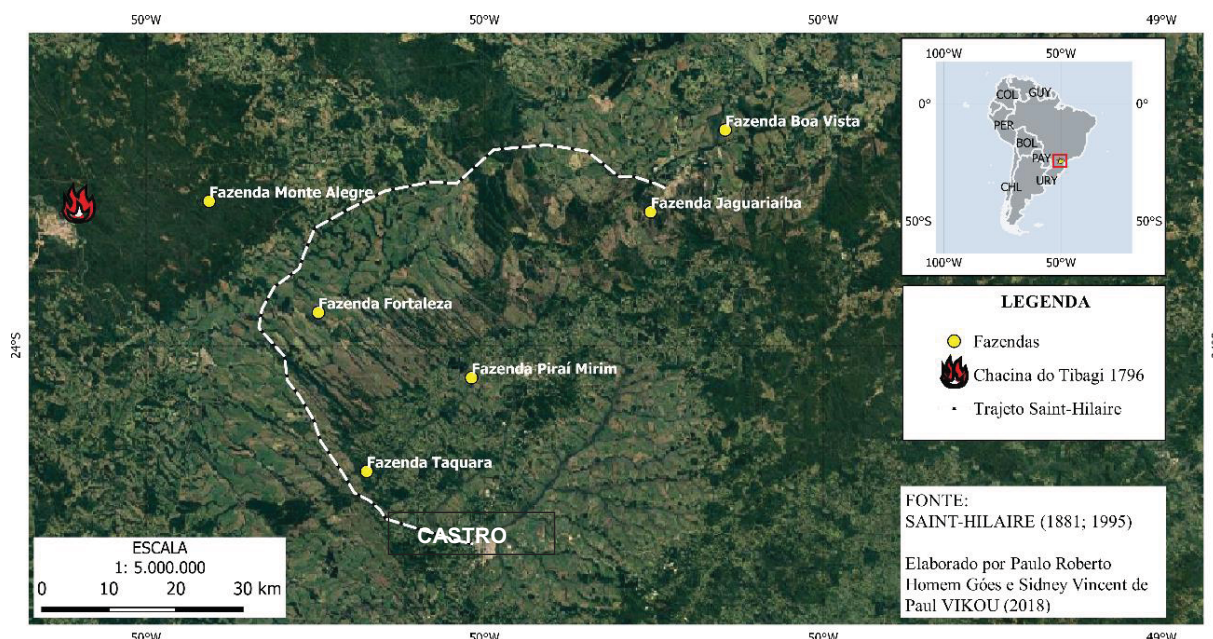 50°W
50°W
50°W
49°W
Fazenda Boa Vista
Fazenda Monte Alegre
Fazenda Jaguariaíba
Fazenda Fortaleza
24°S
Fazenda Piraí Mirim
Fazenda Taquara
CASTRO
ESCALA
1: 5.000.000
0 10 20 30 km
50°W
50°W
50°W
49°W
100°W 50°W
0° 0°
COL GUY
PER
BOL
PAY
CHL URY
50°S 50°S
100°W 50°W
LEGENDA
Fazendas
Chacina do Tibagi 1796
Trajeto Saint-Hilaire
FONTE:
SAINT-HILAIRE (1881; 1995)
Elaborado por Paulo Roberto
Homem Góes e Sidney Vincent de
Paul VIKOU (2018)